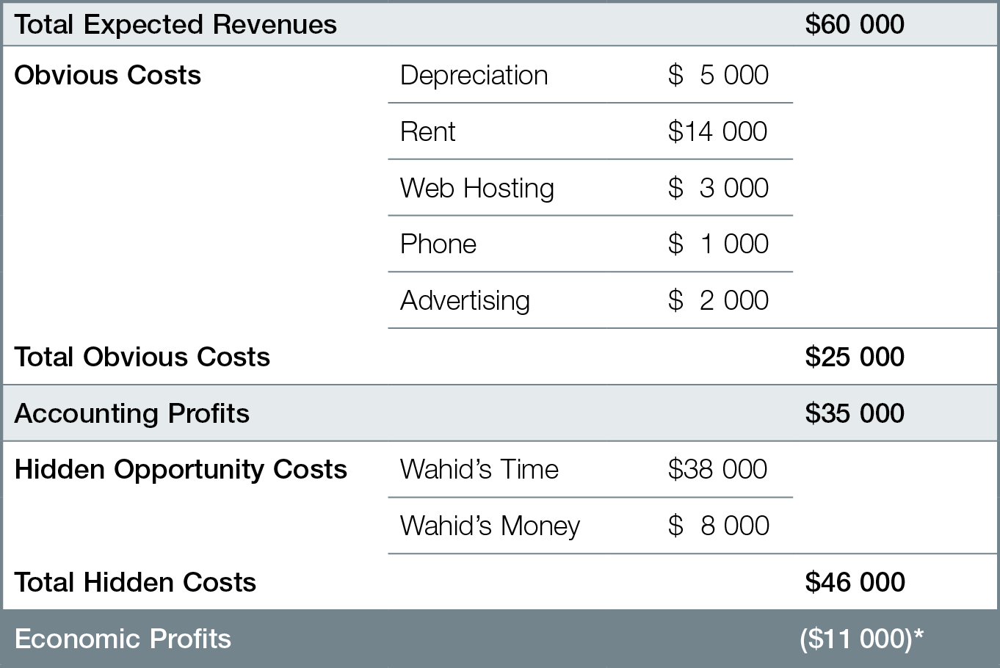 Total Expected Revenues $60 000
Obvious Costs Depreciation $ 5 000
Rent $14 000
Web Hosting $ 3 000
Phone $ 1 000
Advertising $ 2 000
Total Obvious Costs $25 000
Accounting Profits $35 000
Hidden Opportunity Costs Wahid’s Time $38 000
Wahid’s Money $ 8 000
Total Hidden Costs $46 000
Economic Profits ($11 000)*